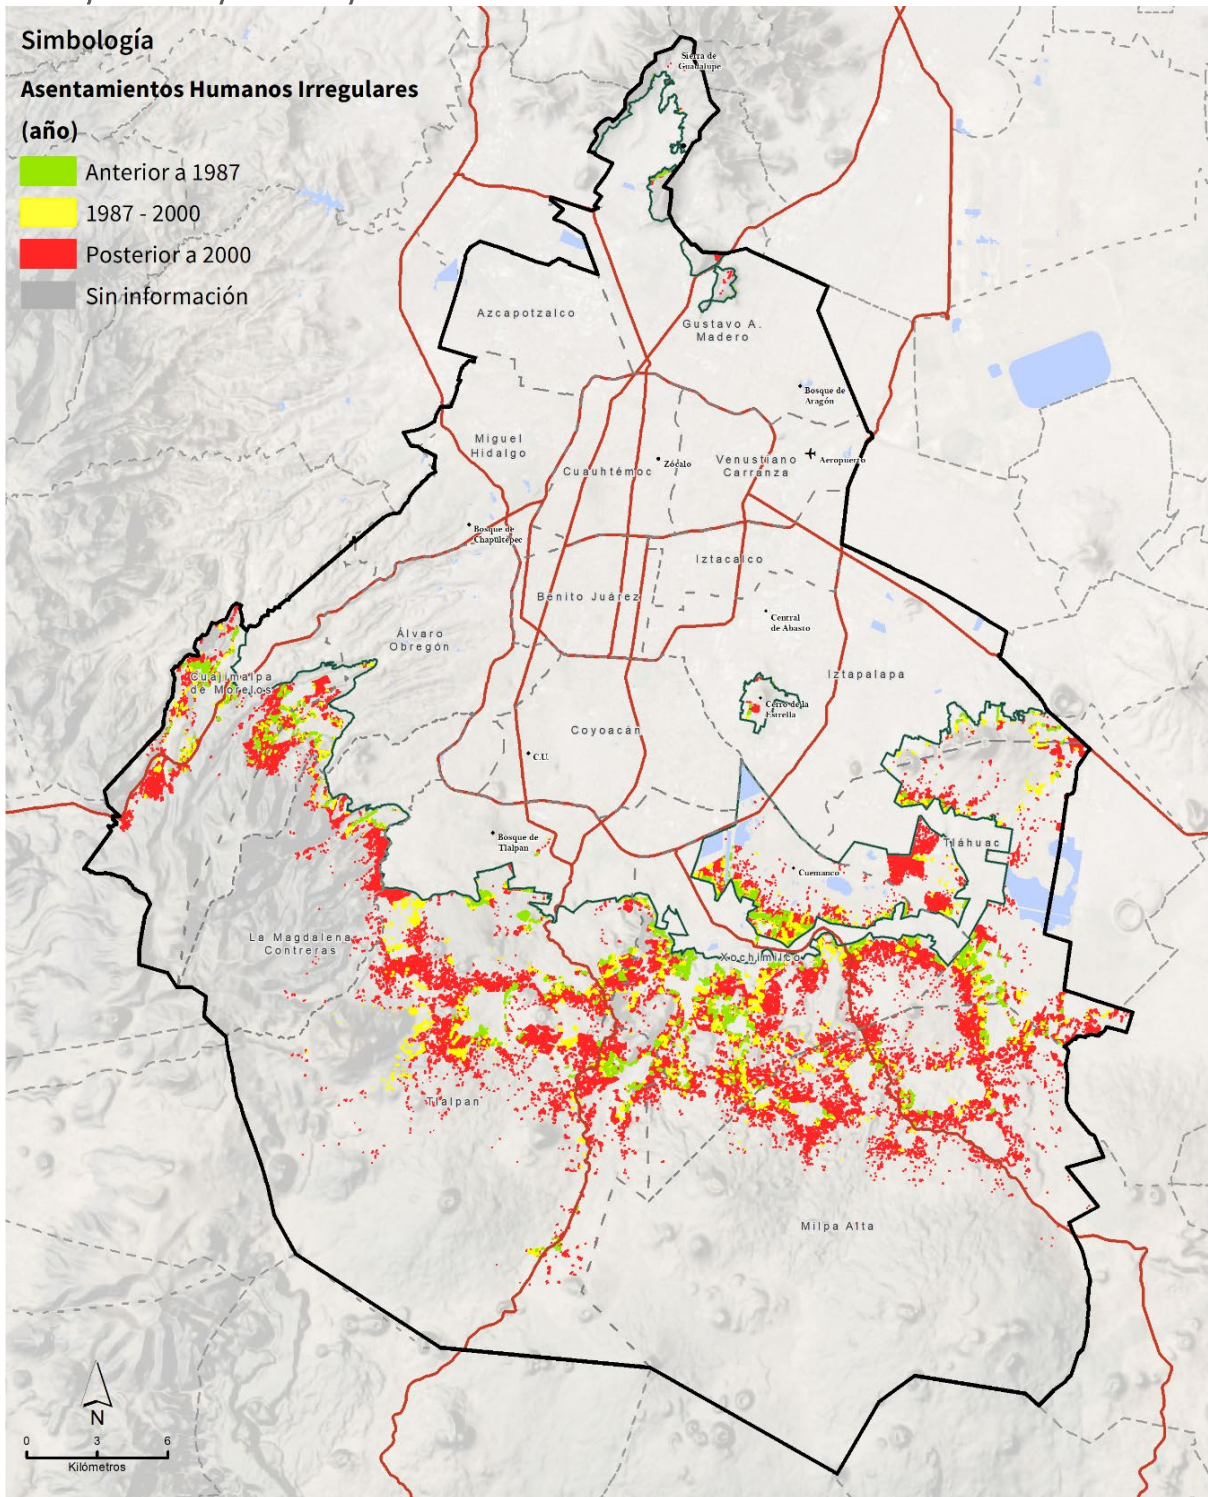 Simbología
Asentamientos Humanos Irregulares
(año)
Anterior a 1987
1987 - 2000
Posterior a 2000
Sin información
Sierra de
Guadalupe
Azcapotzalco
Gustavo A.
Madero
Bosque de
Aragón
Miguel
Hidalgo
Cuauhtémoc
Zócalo
Venustiano
Carranza
Aeropuerto
Bosque de
Chapultepec
Iztacalco
Benito Juárez
Central
de Abasto
Álvaro
Obregón
Iztapalapa
Cuajimalpa
de Morelos
Cerro de la
Estrella
Coyoacán
C.U.
Bosque de
Tlalpan
Tláhuac
Cuemanco
La Magdalena
Contreras
Xochimilco
Tlalpan
Milpa Alta
N
0 3 6
Kilómetros